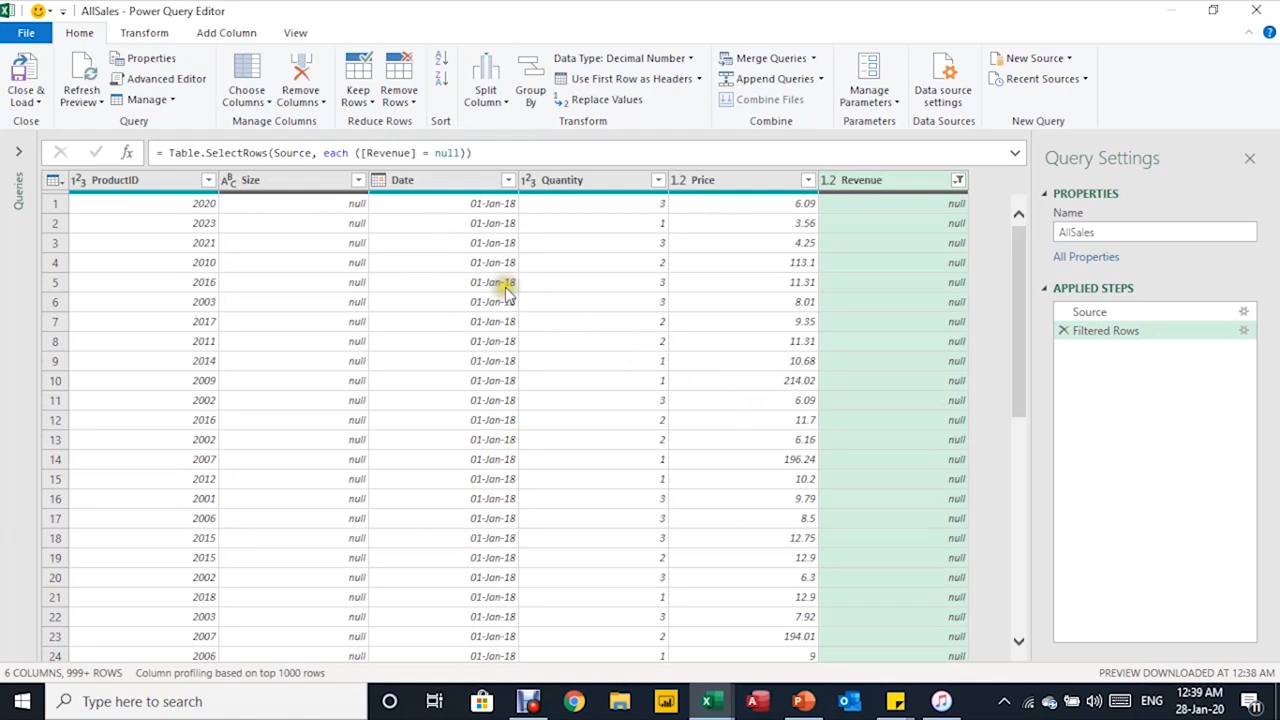 AllSales - Power Query Editor
File Home Transform Add Column View
Close & Load
Refresh Preview
Properties
Advanced Editor
Manage
Choose Columns
Remove Columns
Keep Rows
Remove Rows
Split Column
Group By
Data Type: Decimal Number
Use First Row as Headers
Replace Values
Merge Queries
Append Queries
Combine Files
Manage Parameters
Data source settings
New Source
Recent Sources
Close Query Manage Columns Reduce Rows Sort Transform Combine Parameters Data Sources New Query
= Table.SelectRows(Source, each ([Revenue] = null))
Queries
ProductID Size Date Quantity Price Revenue
1 2020 null 01-Jan-18 3 6.09 null
2 2023 null 01-Jan-18 1 3.56 null
3 2021 null 01-Jan-18 3 4.25 null
4 2010 null 01-Jan-18 2 113.1 null
5 2016 null 01-Jan-18 3 11.31 null
6 2003 null 01-Jan-18 3 8.01 null
7 2017 null 01-Jan-18 2 9.35 null
8 2011 null 01-Jan-18 2 11.31 null
9 2014 null 01-Jan-18 1 10.68 null
10 2009 null 01-Jan-18 1 214.02 null
11 2002 null 01-Jan-18 3 6.09 null
12 2016 null 01-Jan-18 2 11.7 null
13 2002 null 01-Jan-18 2 6.16 null
14 2007 null 01-Jan-18 1 196.24 null
15 2012 null 01-Jan-18 1 10.2 null
16 2001 null 01-Jan-18 3 9.79 null
17 2006 null 01-Jan-18 3 8.5 null
18 2015 null 01-Jan-18 3 12.75 null
19 2015 null 01-Jan-18 2 12.9 null
20 2002 null 01-Jan-18 3 6.3 null
21 2018 null 01-Jan-18 1 12.9 null
22 2003 null 01-Jan-18 3 7.92 null
23 2007 null 01-Jan-18 2 194.01 null
24 2006 null 01-Jan-18 1 9 null
Query Settings
PROPERTIES
Name
AllSales
All Properties
APPLIED STEPS
Source
Filtered Rows
6 COLUMNS, 999+ ROWS Column profiling based on top 1000 rows PREVIEW DOWNLOADED AT 12:38 AM
Type here to search
ENG
12:39 AM
28-Jan-20